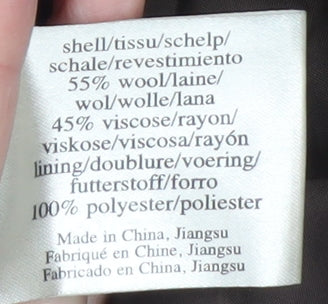 shell/tissu/schelp/
schale/revestimiento
55% wool/laine/
wol/wolle/lana
45% viscose/rayon/
viskose/viscosa/rayón
lining/doublure/voering/
futterstoff/forro
100% polyester/poliester
Made in China, Jiangsu
Fabriqué en Chine, Jiangsu
Fabricado en China, Jiangsu